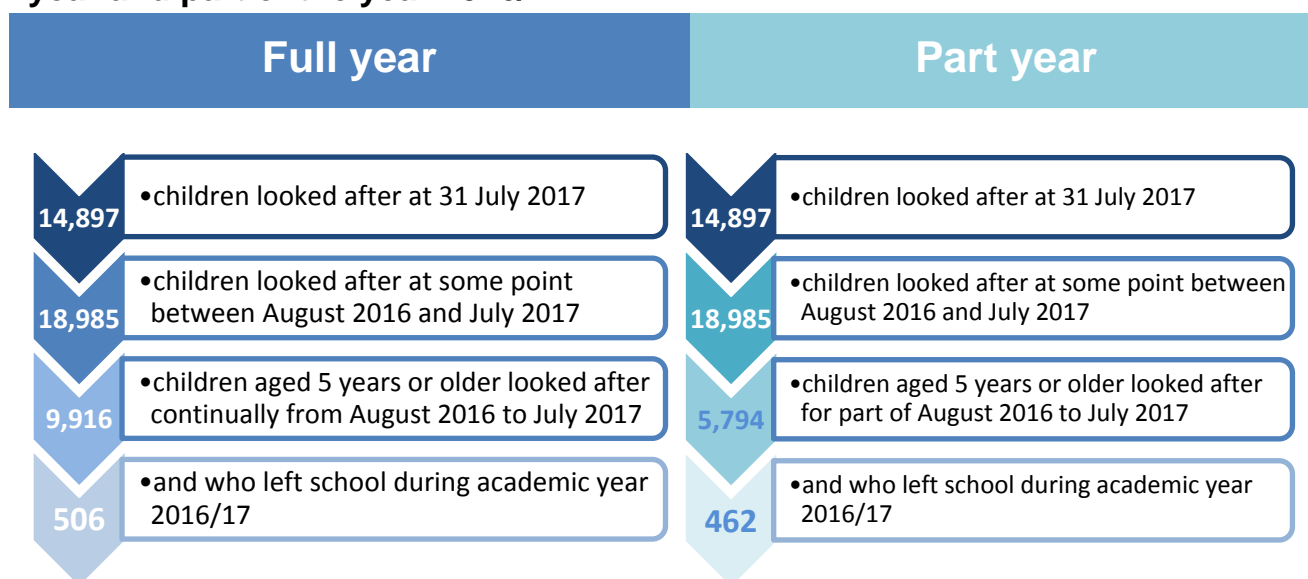 Full year
Part year
14,897
•children looked after at 31 July 2017
18,985
•children looked after at some point
between August 2016 and July 2017
9,916
•children aged 5 years or older looked after
continually from August 2016 to July 2017
506
•and who left school during academic year
2016/17
14,897
•children looked after at 31 July 2017
18,985
•children looked after at some point between
August 2016 and July 2017
5,794
•children aged 5 years or older looked after
for part of August 2016 to July 2017
462
•and who left school during academic year
2016/17